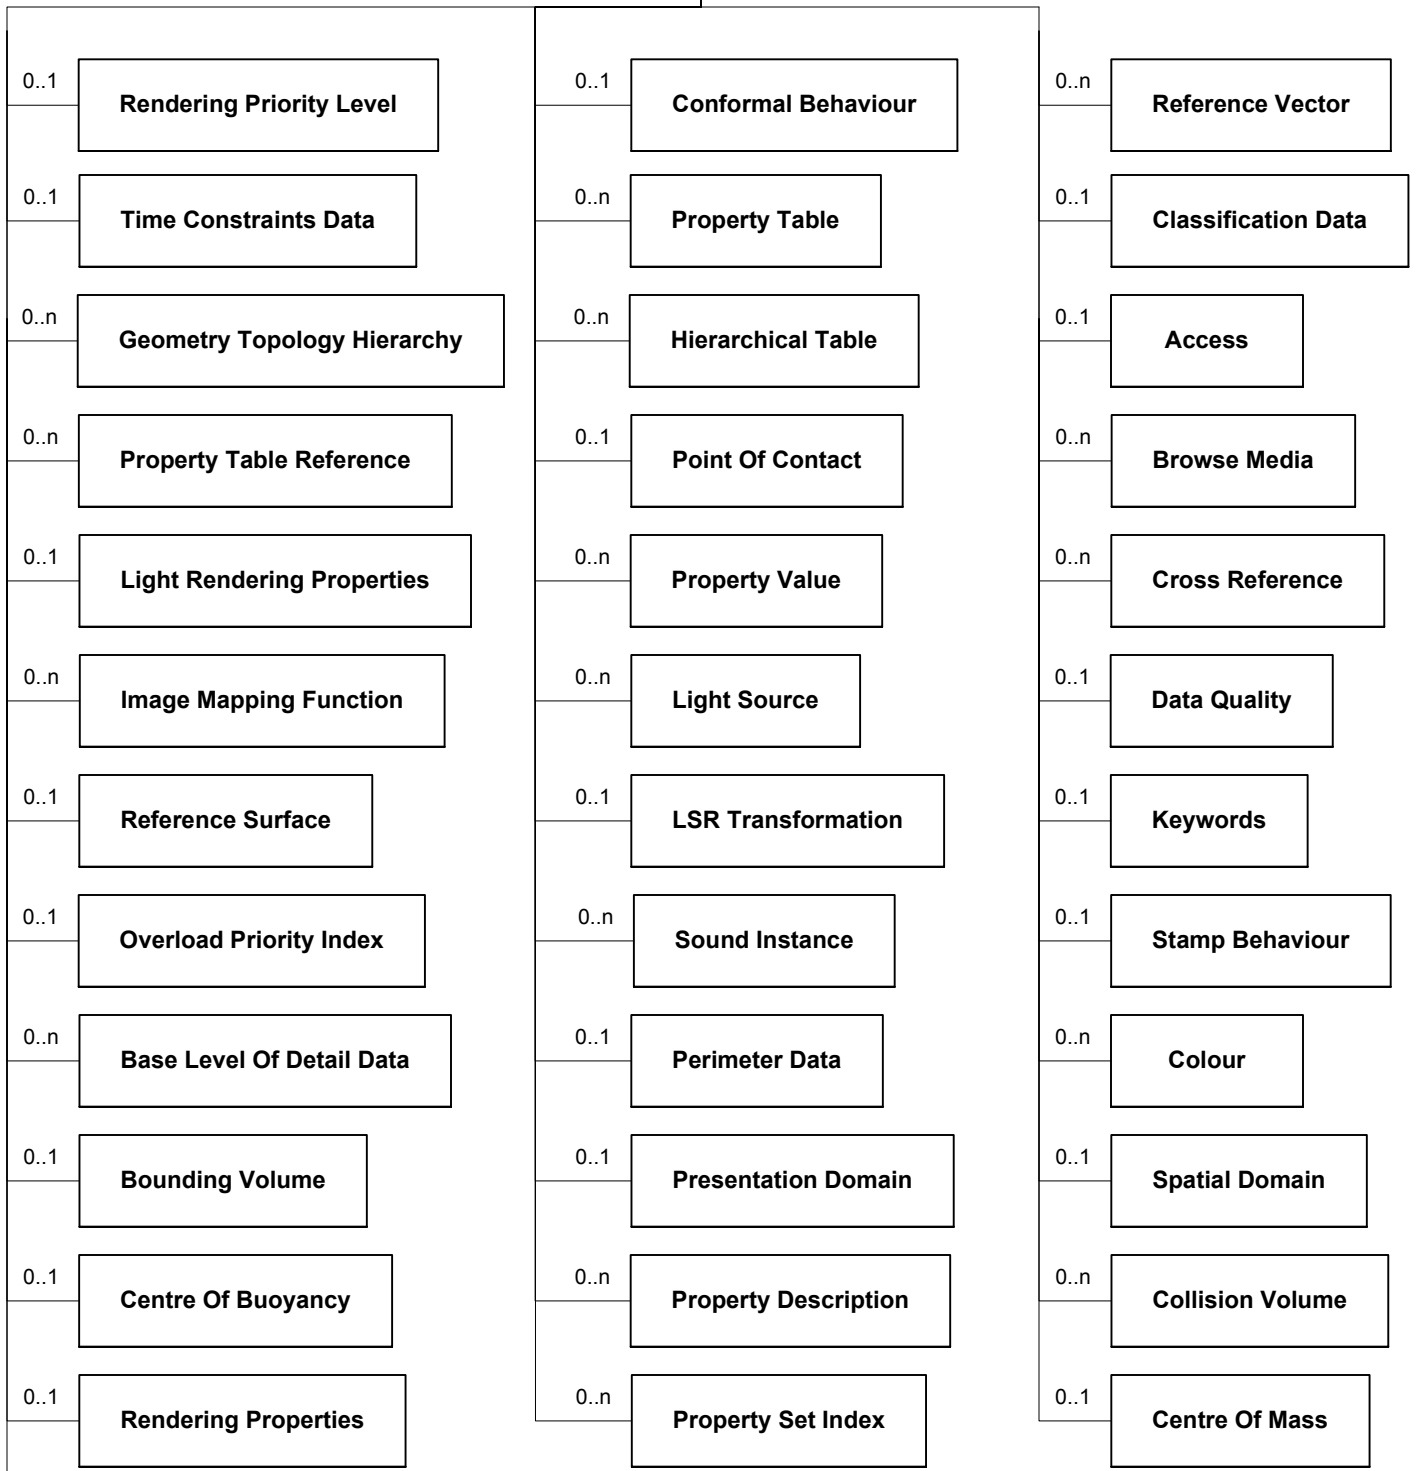 0..1
Rendering Priority Level
0..1
Time Constraints Data
0..n
Geometry Topology Hierarchy
0..n
Property Table Reference
0..1
Light Rendering Properties
0..n
Image Mapping Function
0..1
Reference Surface
0..1
Overload Priority Index
0..n
Base Level Of Detail Data
0..1
Bounding Volume
0..1
Centre Of Buoyancy
0..1
Rendering Properties
0..1
Conformal Behaviour
0..n
Property Table
0..n
Hierarchical Table
0..1
Point Of Contact
0..n
Property Value
0..n
Light Source
0..1
LSR Transformation
0..n
Sound Instance
0..1
Perimeter Data
0..1
Presentation Domain
0..n
Property Description
0..n
Property Set Index
0..n
Reference Vector
0..1
Classification Data
0..1
Access
0..n
Browse Media
0..n
Cross Reference
0..1
Data Quality
0..1
Keywords
0..1
Stamp Behaviour
0..n
Colour
0..1
Spatial Domain
0..n
Collision Volume
0..1
Centre Of Mass